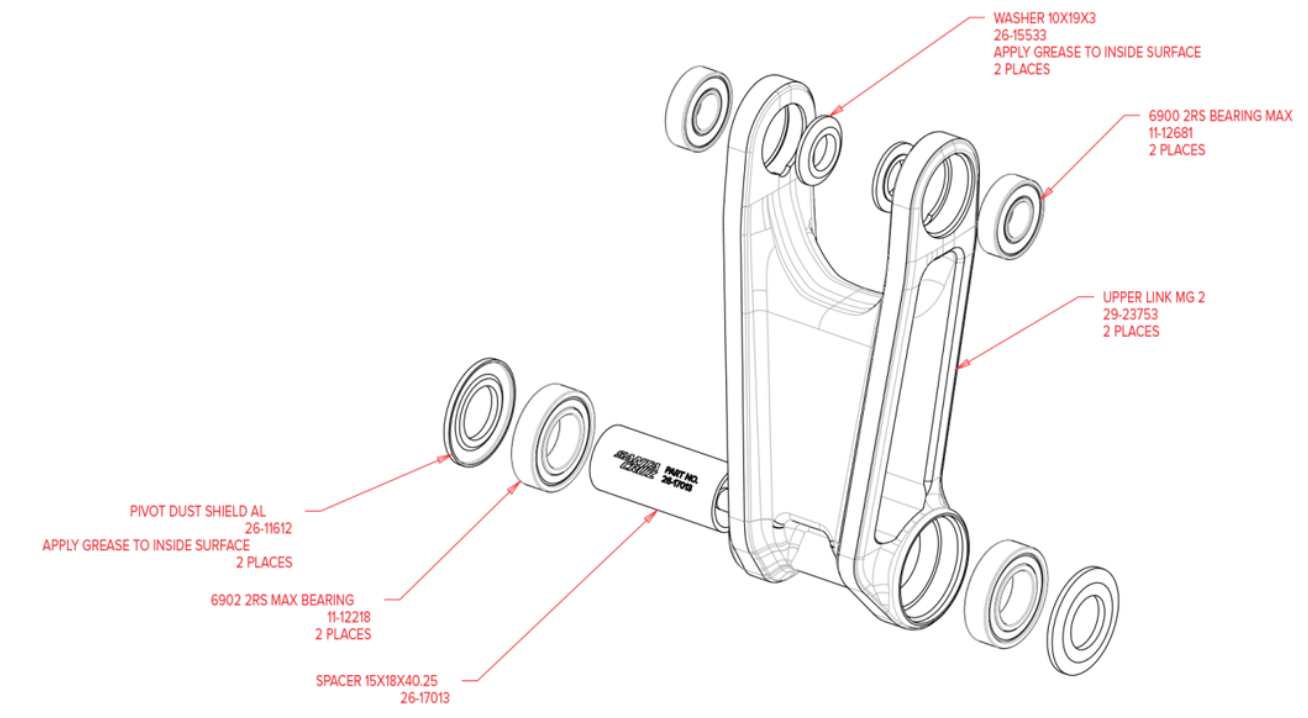 WASHER 10X19X3
26-15533
APPLY GREASE TO INSIDE SURFACE
2 PLACES
6900 2RS BEARING MAX
11-12681
2 PLACES
UPPER LINK MG 2
29-23753
2 PLACES
SANTA
CRUZ
PART NO.
26-17013
PIVOT DUST SHIELD AL
26-11612
APPLY GREASE TO INSIDE SURFACE
2 PLACES
6902 2RS MAX BEARING
11-12218
2 PLACES
SPACER 15X18X40.25
26-17013